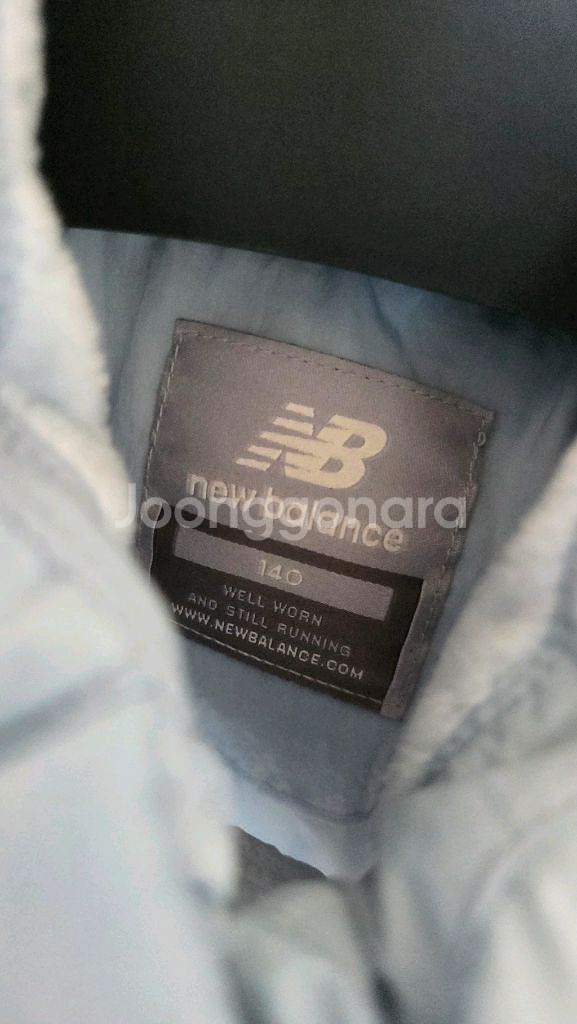 NB
new balance
Joonggonara
140
WELL WORN
AND STILL RUNNING
WWW.NEWBALANCE.COM